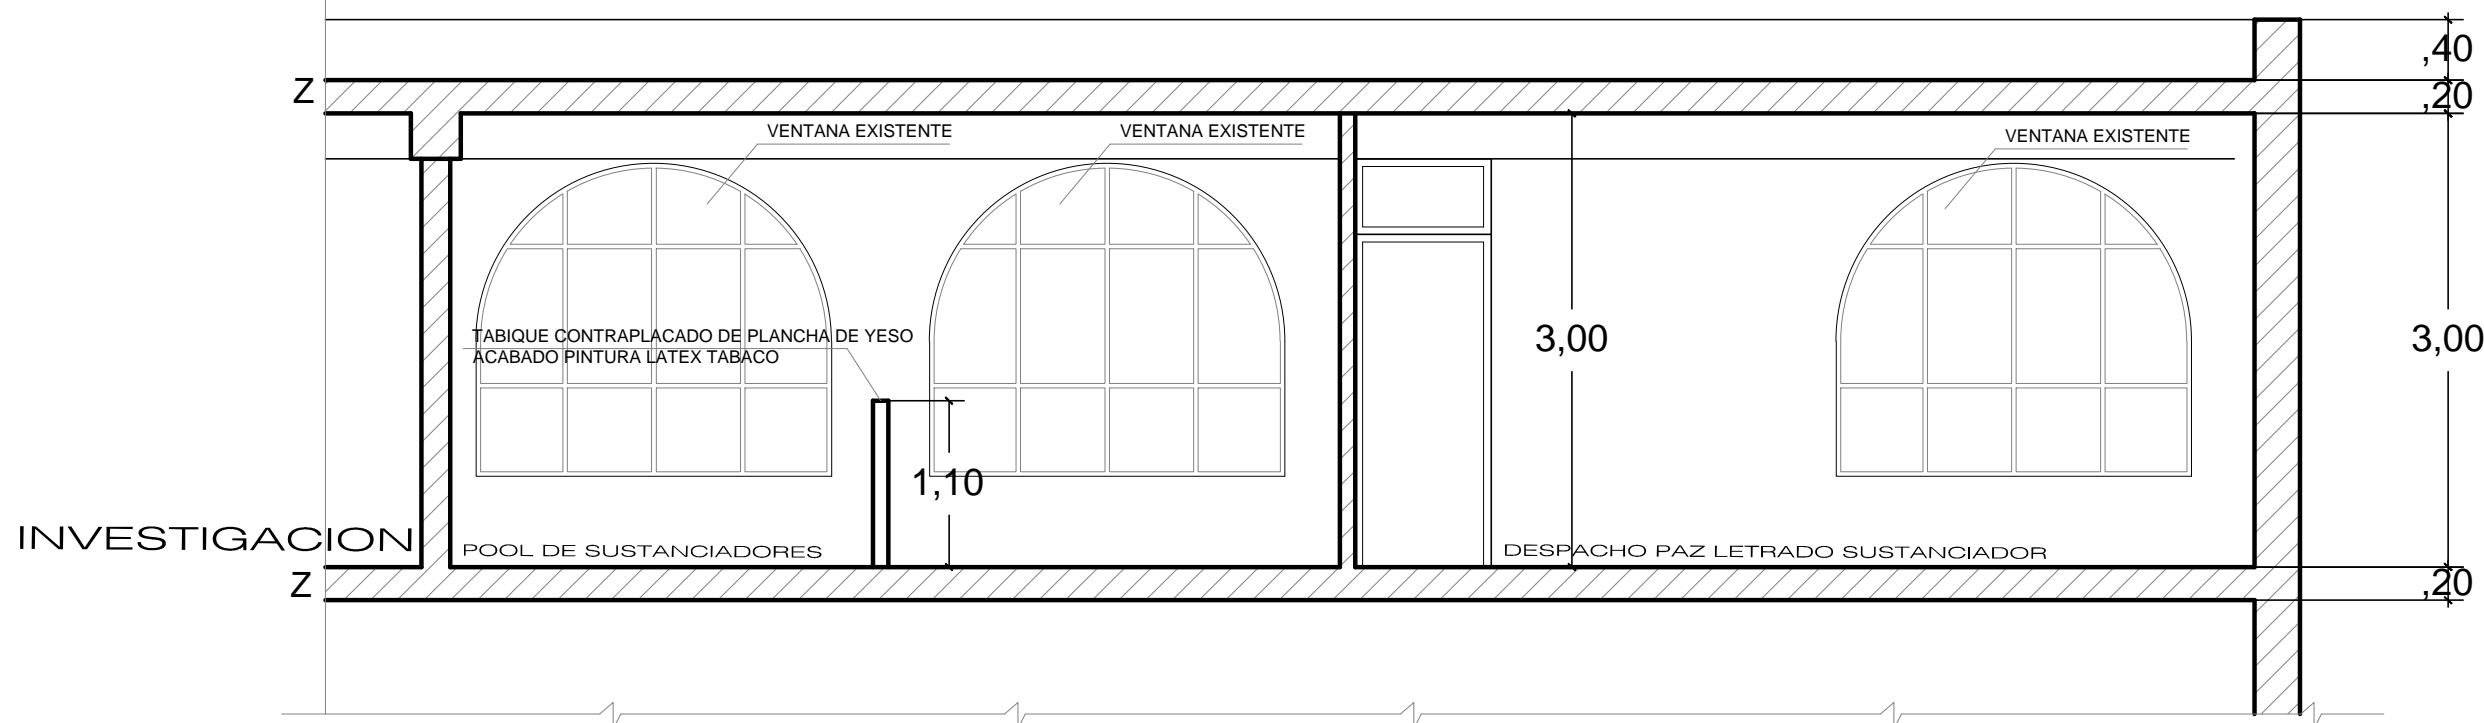 ,40
Z
,20
VENTANA EXISTENTE
VENTANA EXISTENTE
VENTANA EXISTENTE
TABIQUE CONTRAPLACADO DE PLANCHA DE YESO
ACABADO PINTURA LATEX TABACO
3,00
3,00
1,10
INVESTIGACION
POOL DE SUSTANCIADORES
DESPACHO PAZ LETRADO SUSTANCIADOR
Z
,20